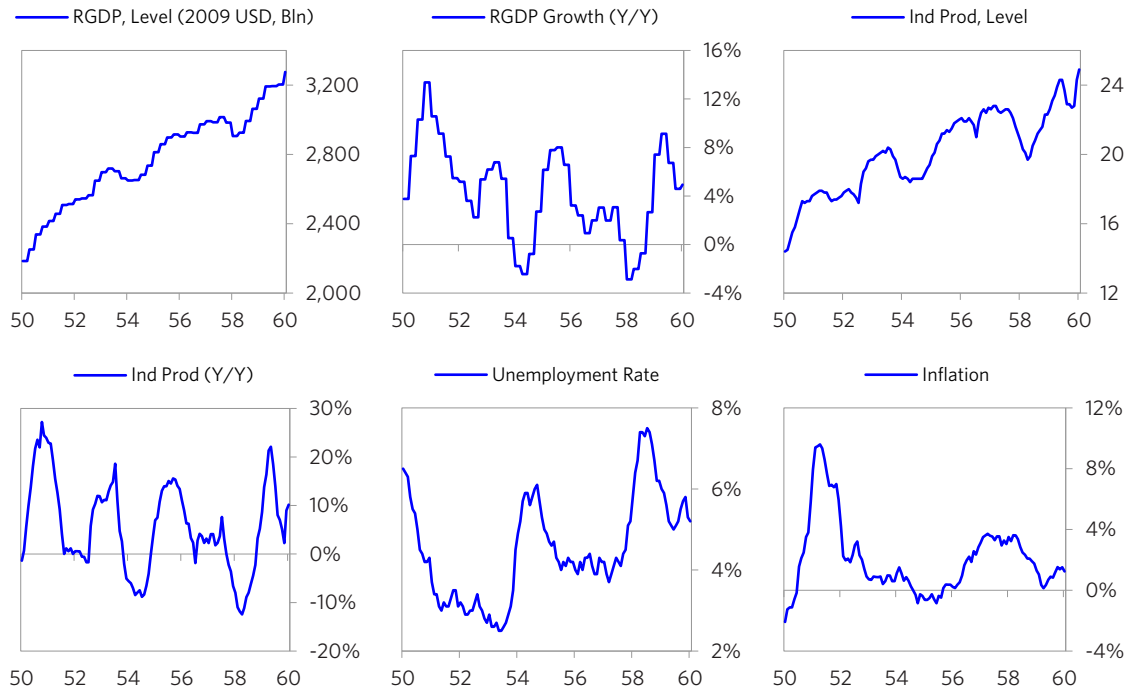 RGDP, Level (2009 USD, Bln)
3,200
2800
2400
2,000
50 52 54 56 58 60
RGDP Growth (Y/Y)
16%
12%
8%
4%
0%
-4%
50 52 54 56 58 60
Ind Prod, Level
24
20
16
12
50 52 54 56 58 60
Ind Prod (Y/Y)
30%
20%
10%
0%
-10%
-20%
50 52 54 56 58 60
Unemployment Rate
8%
6%
4%
2%
50 52 54 56 58 60
Inflation
12%
8%
4%
0%
-4%
50 52 54 56 58 60